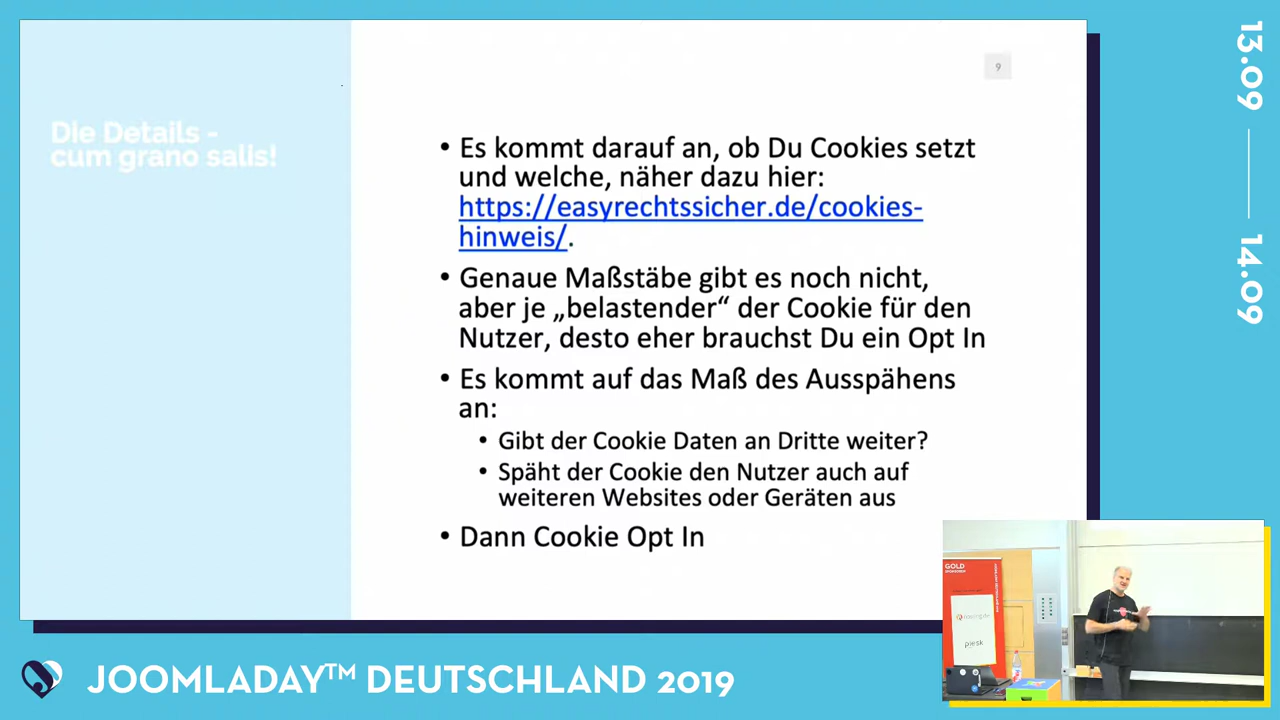 9
Die Details -
cum grano salis!
• Es kommt darauf an, ob Du Cookies setzt
und welche, näher dazu hier:
https://easyrechtssicher.de/cookies-
hinweis/.
• Genaue Maßstäbe gibt es noch nicht,
aber je „belastender“ der Cookie für den
Nutzer, desto eher brauchst Du ein Opt In
• Es kommt auf das Maß des Ausspähens
an:
• Gibt der Cookie Daten an Dritte weiter?
• Späht der Cookie den Nutzer auch auf
weiteren Websites oder Geräten aus
• Dann Cookie Opt In
13.09
14.09
GOLD
piesk
JOOMLADAY™ DEUTSCHLAND 2019